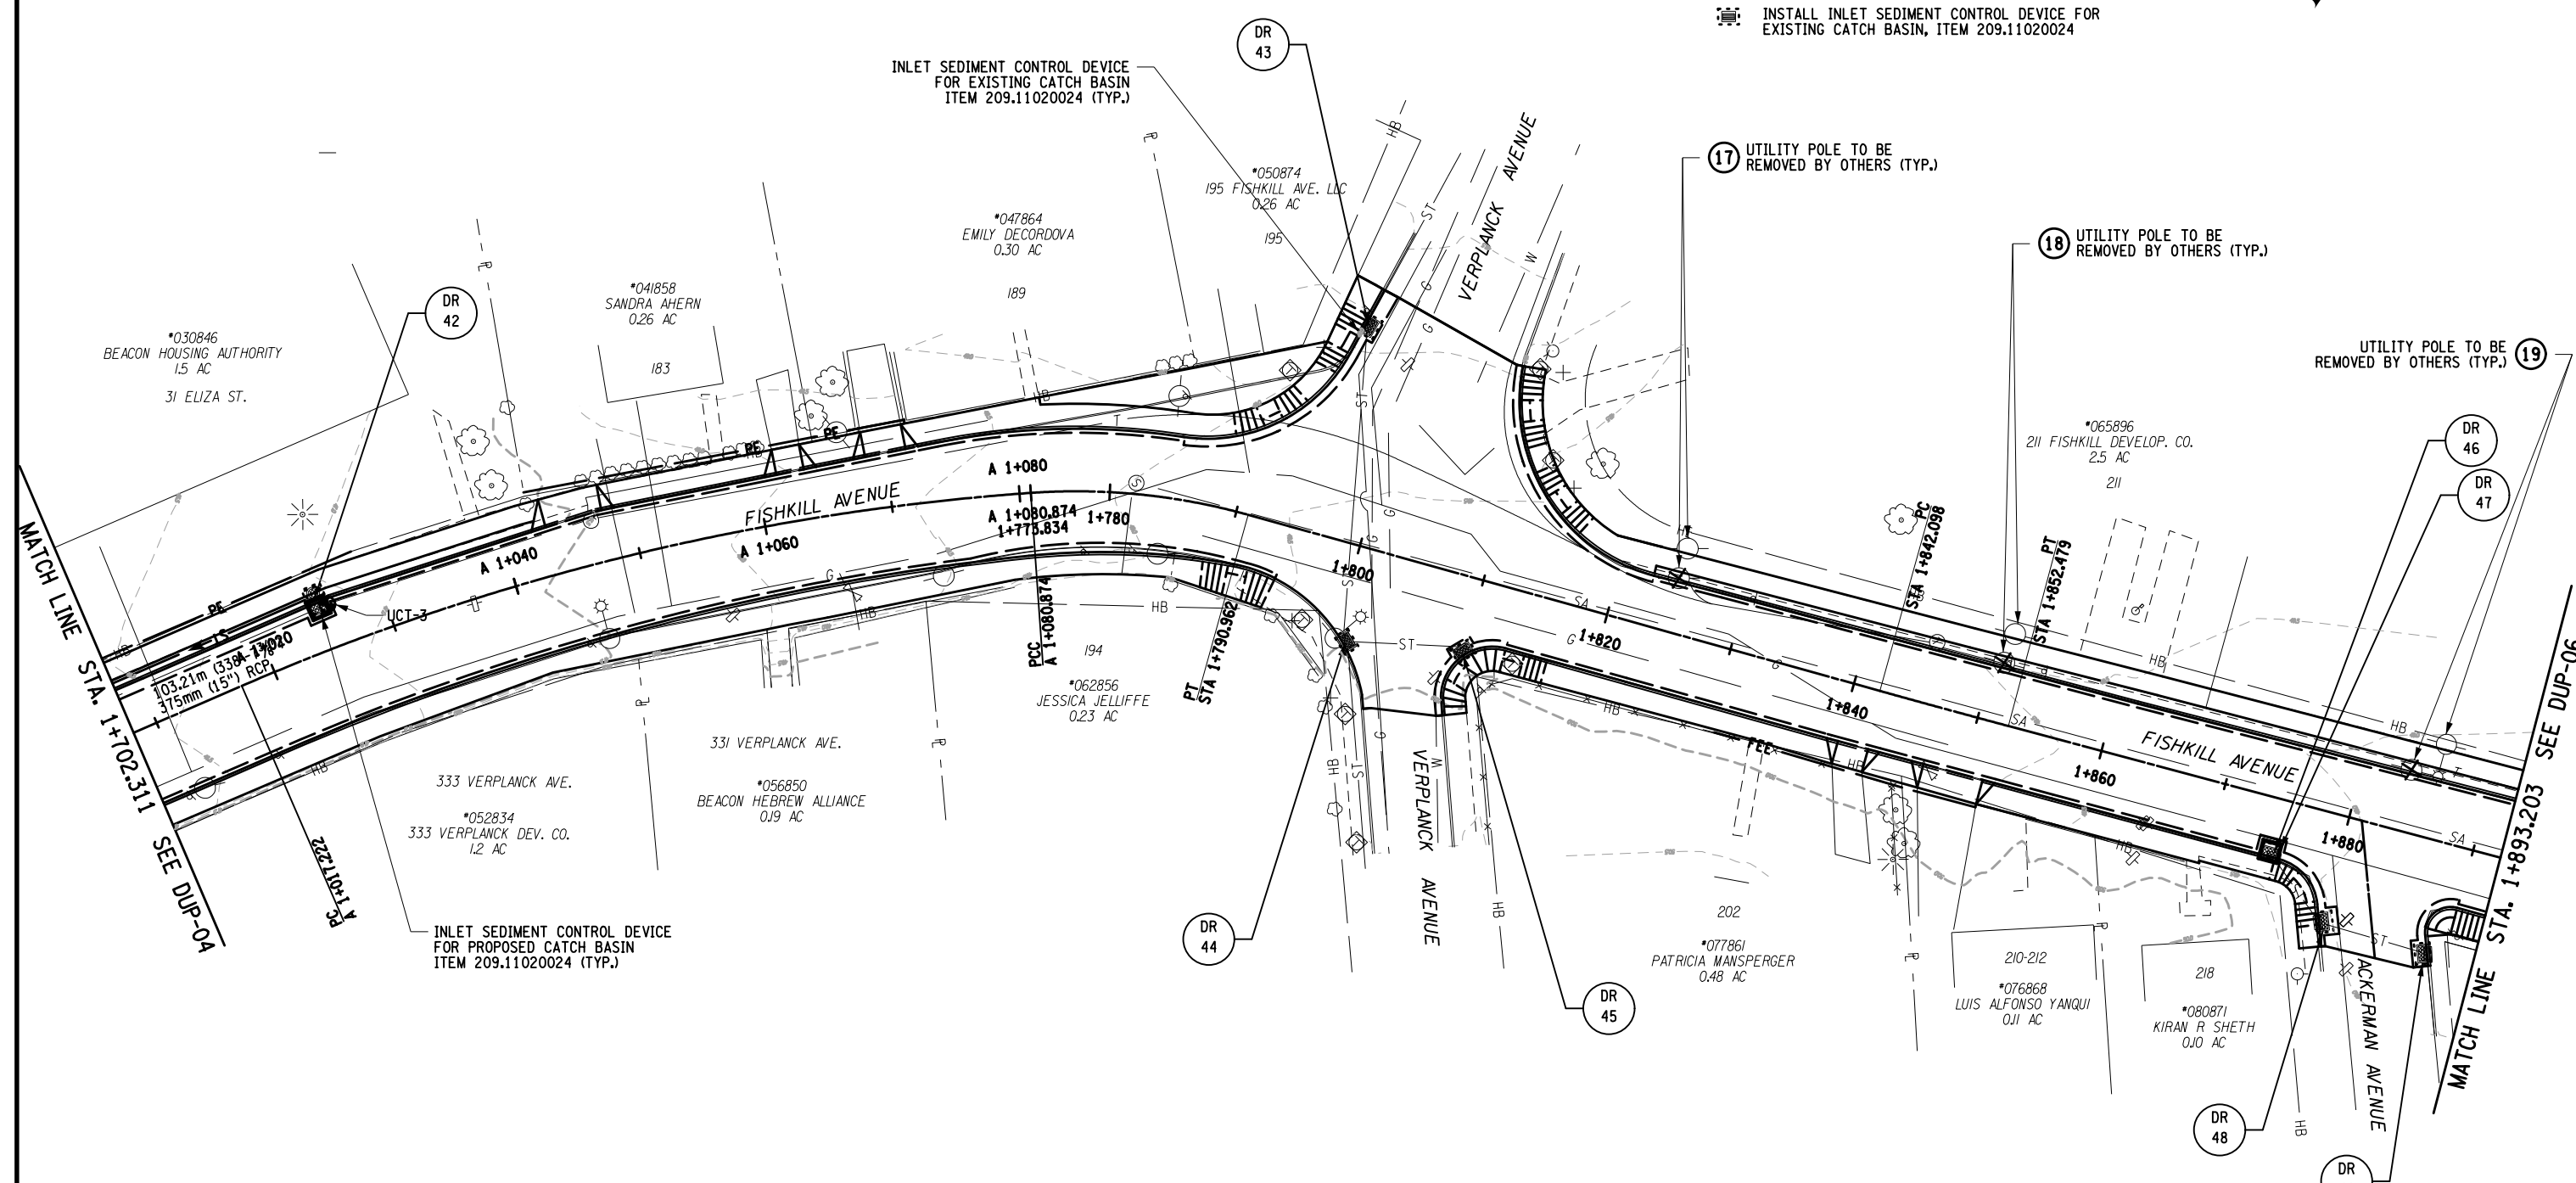 INSTALL INLET SEDIMENT CONTROL DEVICE FOR
EXISTING CATCH BASIN, ITEM 209.11020024
DR
43
INLET SEDIMENT CONTROL DEVICE
FOR EXISTING CATCH BASIN
ITEM 209.11020024 (TYP.)
17
UTILITY POLE TO BE
REMOVED BY OTHERS (TYP.)
18
UTILITY POLE TO BE
REMOVED BY OTHERS (TYP.)
UTILITY POLE TO BE
REMOVED BY OTHERS (TYP.)
19
*050874
195 FISHKILL AVE. LLC
0.26 AC
195
*047864
EMILY DECORDOVA
0.30 AC
189
*041858
SANDRA AHERN
0.26 AC
183
*030846
BEACON HOUSING AUTHORITY
1.5 AC
31 ELIZA ST.
DR
42
VERPLANCK AVENUE
*065896
211 FISHKILL DEVELOP. CO.
2.5 AC
211
DR
46
DR
47
MATCH LINE STA. 1+702.311 SEE DUP-04
FISHKILL AVENUE
A 1+080
A 1+080.874
1+773.834
1+780
A 1+060
A 1+040
A 1+020
UCT-3
375mm (15") RCP
PC
A 1+017.222
PCC
A 1+080.874
PT
STA 1+790.962
1+800
1+820
1+840
1+860
1+880
PC
STA 1+842.098
PT
STA 1+852.479
FISHKILL AVENUE
194
*062856
JESSICA JELLIFFE
0.23 AC
331 VERPLANCK AVE.
*056850
BEACON HEBREW ALLIANCE
0.19 AC
333 VERPLANCK AVE.
*052834
333 VERPLANCK DEV. CO.
1.2 AC
INLET SEDIMENT CONTROL DEVICE
FOR PROPOSED CATCH BASIN
ITEM 209.11020024 (TYP.)
DR
44
VERPLANCK AVENUE
DR
45
FEE
202
*077861
PATRICIA MANSPERGER
0.48 AC
210-212
*076868
LUIS ALFONSO YANQUI
0.11 AC
218
*080871
KIRAN R SHETH
0.10 AC
ACKERMAN AVENUE
DR
48
DR
MATCH LINE STA. 1+893.203 SEE DUP-06